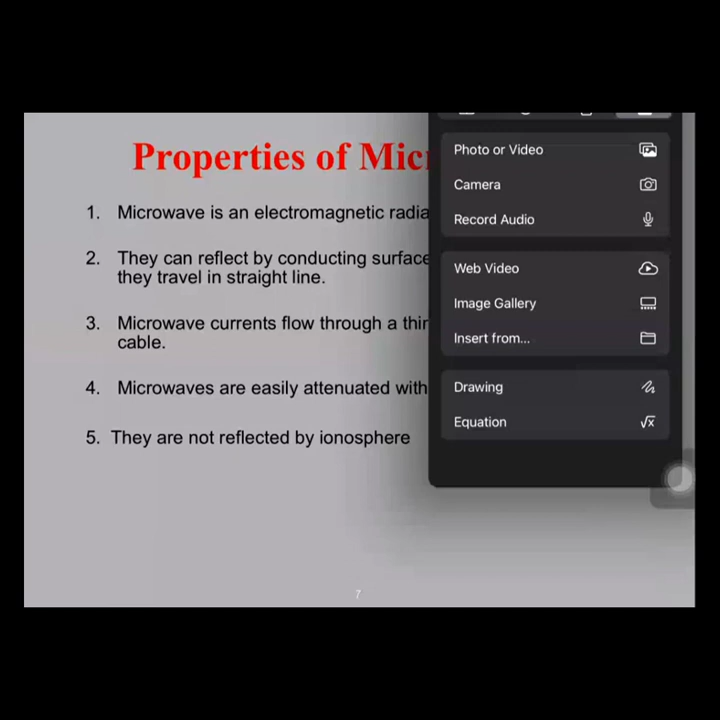 Properties of Mic
1. Microwave is an electromagnetic radia
2. They can reflect by conducting surface
they travel in straight line.
3. Microwave currents flow through a thin
cable.
4. Microwaves are easily attenuated with
5. They are not reflected by ionosphere
7
Photo or Video
Camera
Record Audio
Web Video
Image Gallery
Insert from...
Drawing
Equation